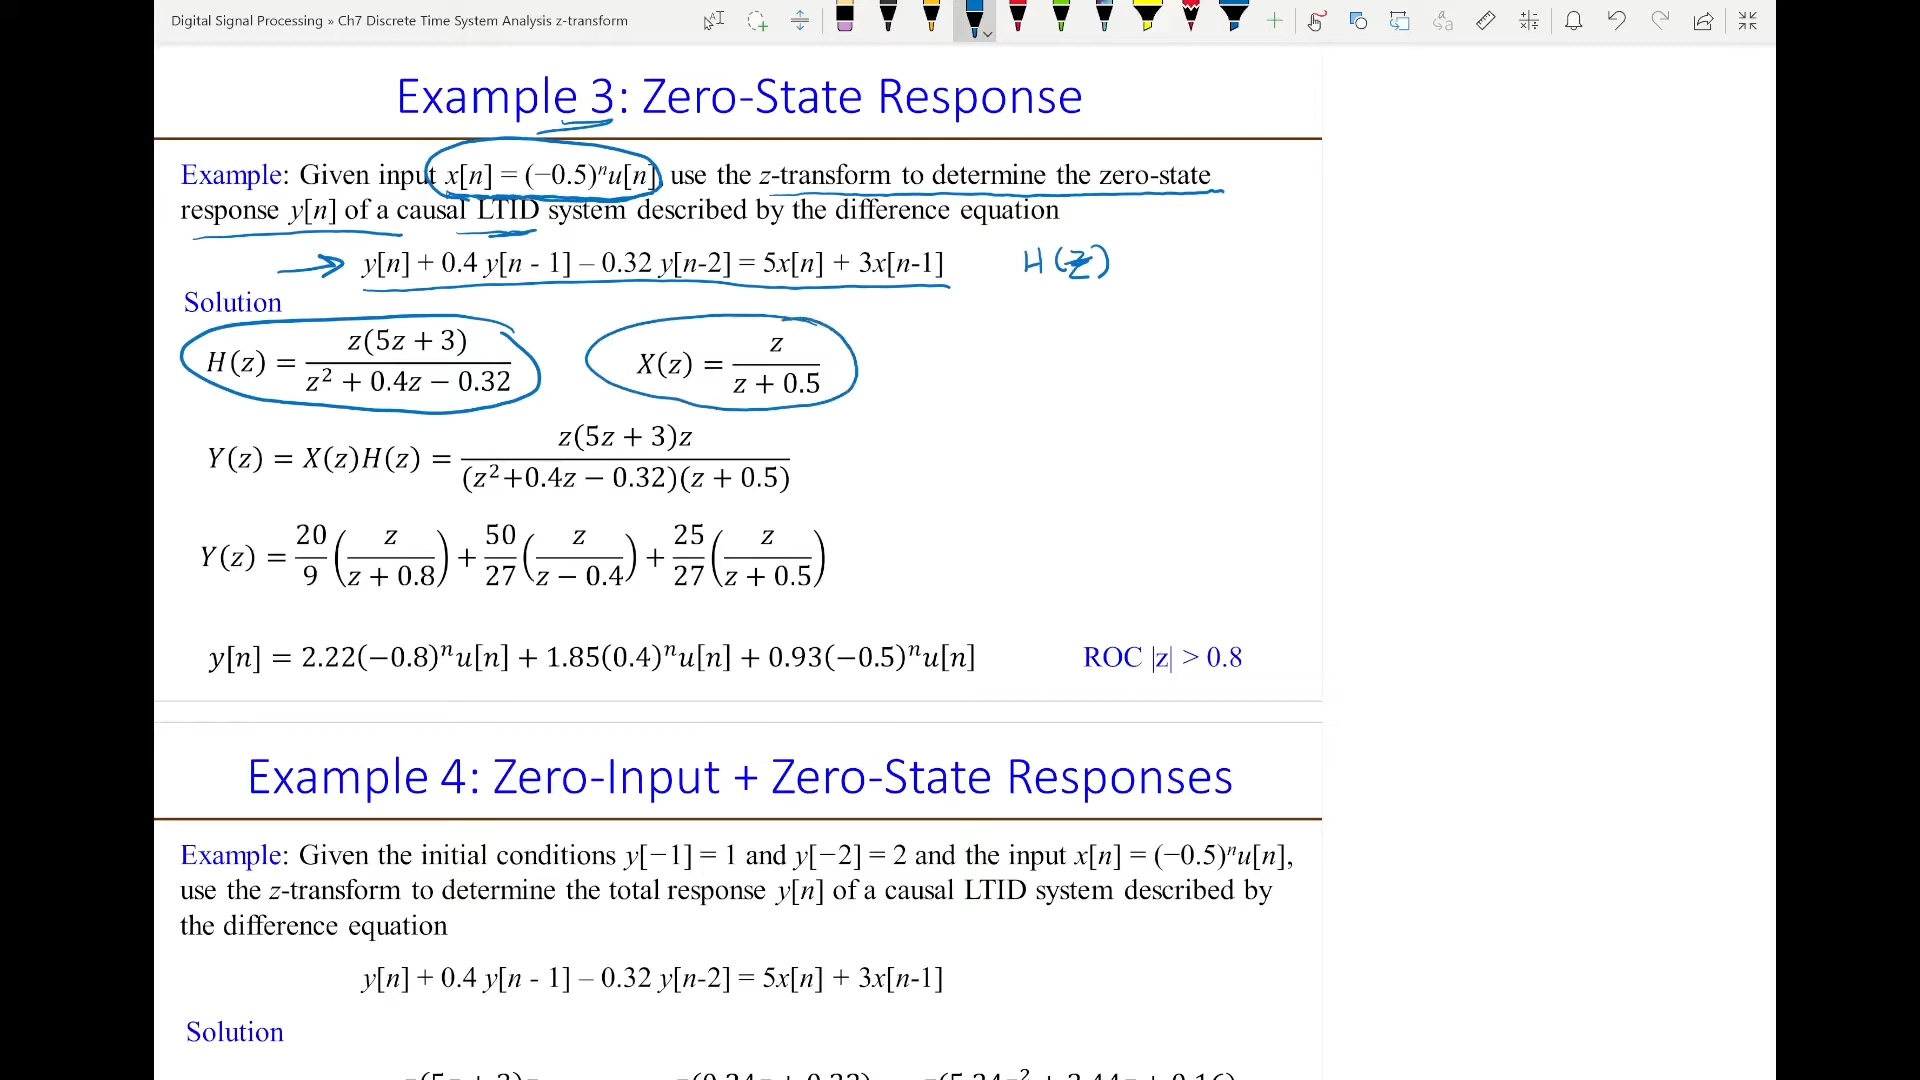 Digital Signal Processing » Ch7 Discrete Time System Analysis z-transform
Example 3: Zero-State Response
Example: Given input x[n] = (−0.5)ⁿu[n], use the z-transform to determine the zero-state
response y[n] of a causal LTID system described by the difference equation
y[n] + 0.4 y[n - 1] – 0.32 y[n-2] = 5x[n] + 3x[n-1] H(z)
Solution
H(z) = z(5z + 3) / (z² + 0.4z − 0.32) X(z) = z / (z + 0.5)
Y(z) = X(z)H(z) = z(5z + 3)z / (z²+0.4z − 0.32)(z + 0.5)
Y(z) = 20/9 (z / (z + 0.8)) + 50/27 (z / (z − 0.4)) + 25/27 (z / (z + 0.5))
y[n] = 2.22(−0.8)ⁿu[n] + 1.85(0.4)ⁿu[n] + 0.93(−0.5)ⁿu[n] ROC |z| > 0.8
Example 4: Zero-Input + Zero-State Responses
Example: Given the initial conditions y[−1] = 1 and y[−2] = 2 and the input x[n] = (−0.5)ⁿu[n],
use the z-transform to determine the total response y[n] of a causal LTID system described by
the difference equation
y[n] + 0.4 y[n - 1] – 0.32 y[n-2] = 5x[n] + 3x[n-1]
Solution